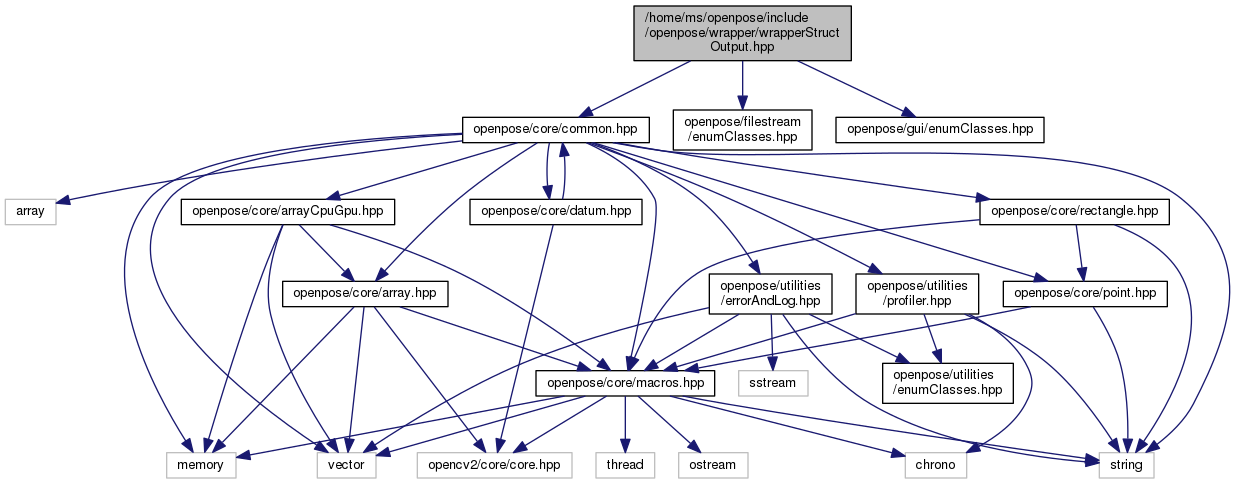 /home/ms/openpose/include
/openpose/wrapper/wrapperStruct
Output.hpp
openpose/core/common.hpp
openpose/filestream
/enumClasses.hpp
openpose/gui/enumClasses.hpp
array
openpose/core/arrayCpuGpu.hpp
openpose/core/datum.hpp
openpose/core/rectangle.hpp
openpose/core/array.hpp
openpose/utilities
/errorAndLog.hpp
openpose/utilities
/profiler.hpp
openpose/core/point.hpp
openpose/core/macros.hpp
sstream
openpose/utilities
/enumClasses.hpp
memory
vector
opencv2/core/core.hpp
thread
ostream
chrono
string